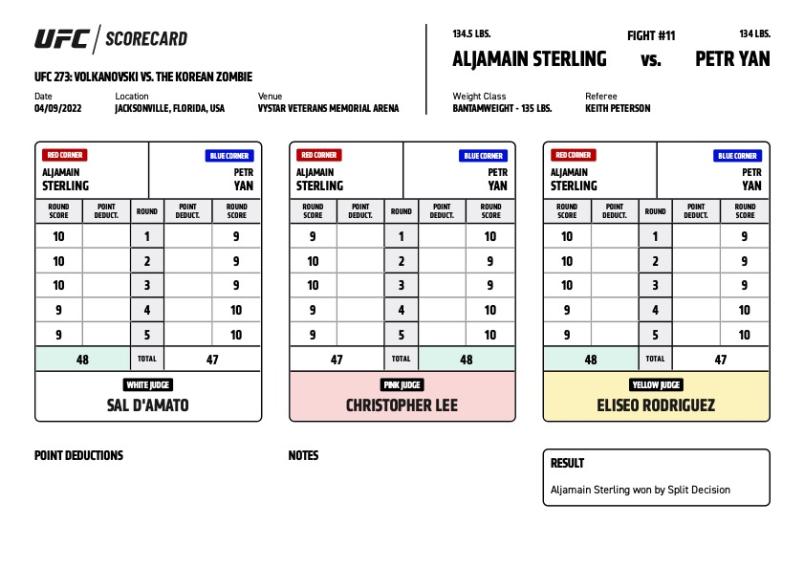 UFC / SCORECARD
UFC 273: VOLKANOVSKI VS. THE KOREAN ZOMBIE
Date Location Venue
04/09/2022 JACKSONVILLE, FLORIDA, USA VYSTAR VETERANS MEMORIAL ARENA
134.5 LBS. FIGHT #11 134 LBS.
ALJAMAIN STERLING vs. PETR YAN
Weight Class Referee
BANTAMWEIGHT - 135 LBS. KEITH PETERSON
RED CORNER BLUE CORNER
ALJAMAIN PETR
STERLING YAN
ROUND SCORE POINT DEDUCT. ROUND POINT DEDUCT. ROUND SCORE
10 1 9
10 2 9
10 3 9
9 4 10
9 5 10
48 TOTAL 47
WHITE JUDGE
SAL D'AMATO
RED CORNER BLUE CORNER
ALJAMAIN PETR
STERLING YAN
ROUND SCORE POINT DEDUCT. ROUND POINT DEDUCT. ROUND SCORE
9 1 10
10 2 9
10 3 9
9 4 10
9 5 10
47 TOTAL 48
PINK JUDGE
CHRISTOPHER LEE
RED CORNER BLUE CORNER
ALJAMAIN PETR
STERLING YAN
ROUND SCORE POINT DEDUCT. ROUND POINT DEDUCT. ROUND SCORE
10 1 9
10 2 9
10 3 9
9 4 10
9 5 10
48 TOTAL 47
YELLOW JUDGE
ELISEO RODRIGUEZ
POINT DEDUCTIONS
NOTES
RESULT
Aljamain Sterling won by Split Decision